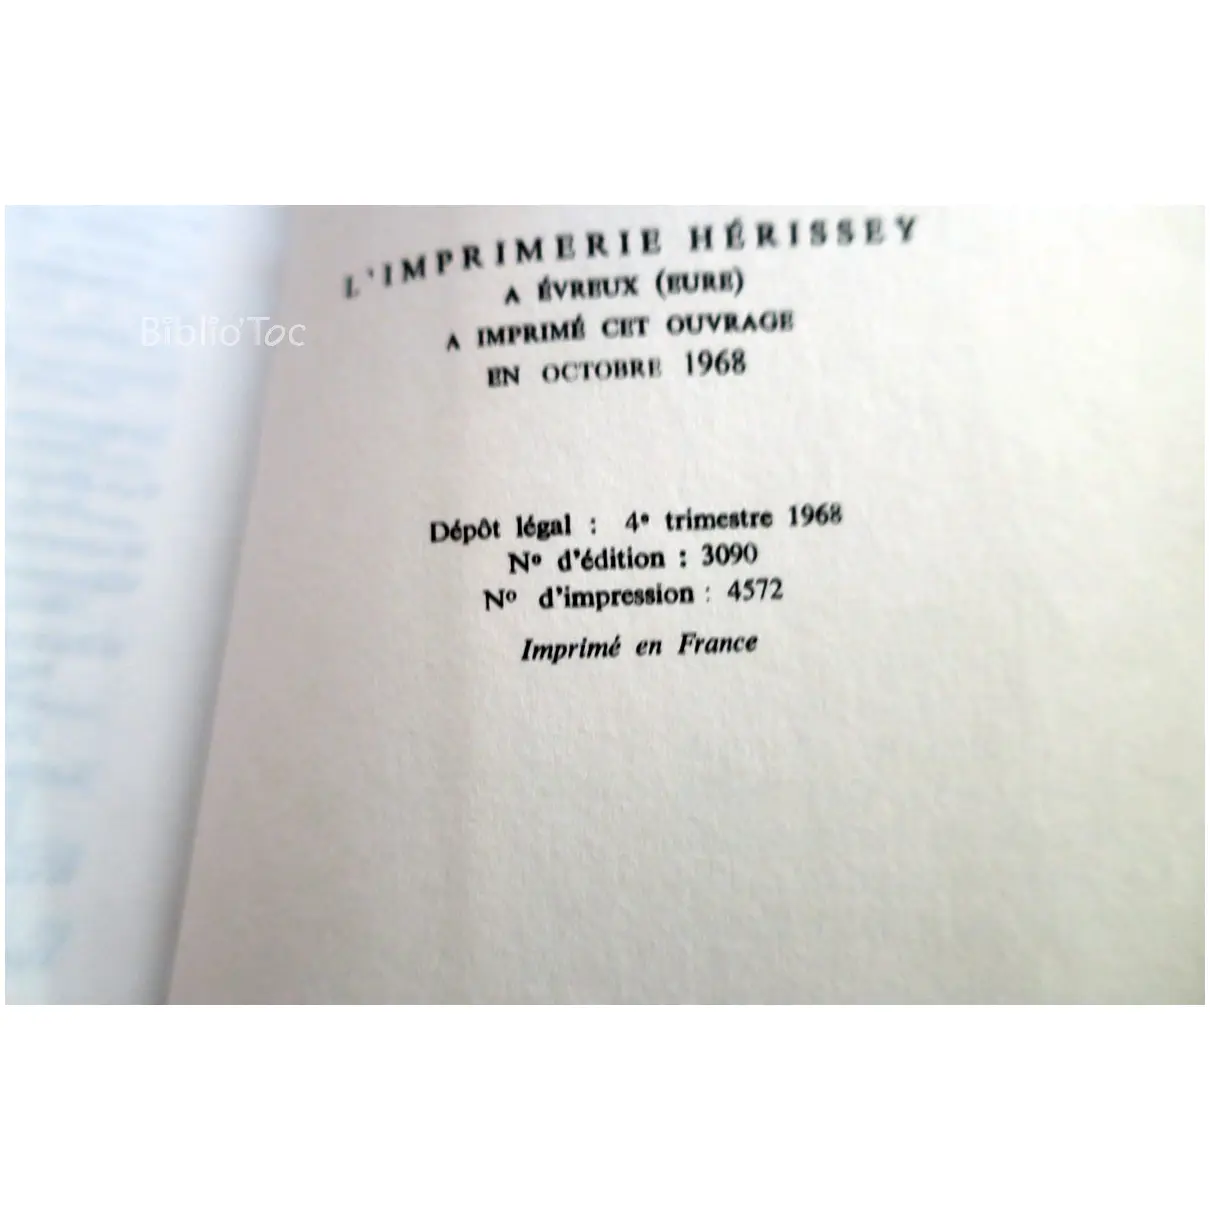 L'IMPRIMERIE HÉRISSEY
A ÉVREUX (EURE)
A IMPRIMÉ CET OUVRAGE
EN OCTOBRE 1968
Biblio'Toc
Dépôt légal : 4e trimestre 1968
No d'édition : 3090
No d'impression : 4572
Imprimé en France